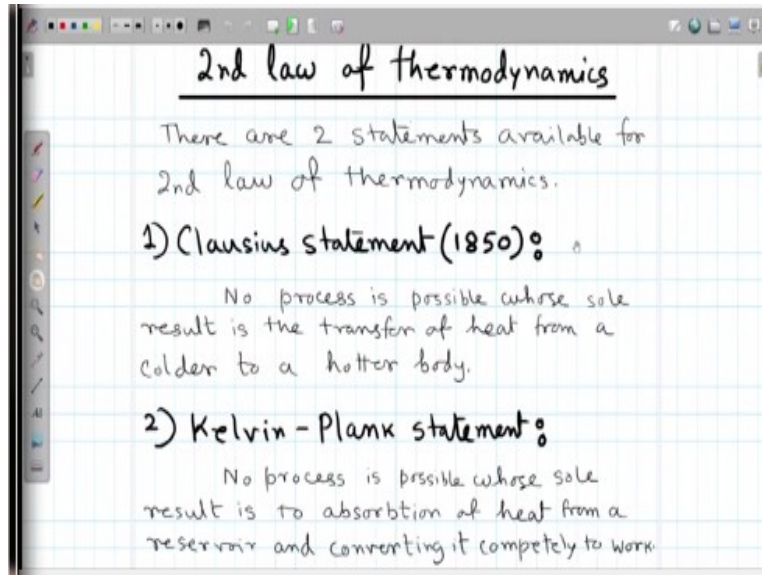 2nd law of thermodynamics
There are 2 statements available for
2nd law of thermodynamics.
1) Clausius statement (1850):
No process is possible whose sole
result is the transfer of heat from a
colder to a hotter body.
2) Kelvin - Plank statement:
No process is possible whose sole
result is to absorbtion of heat from a
reservoir and converting it competely to work.